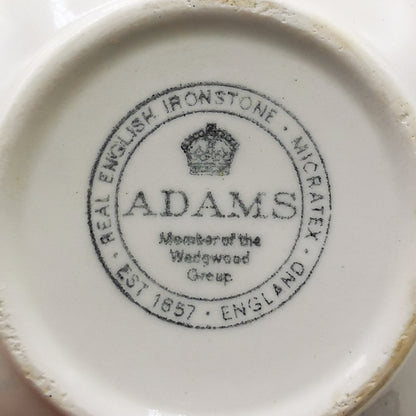 · REAL ENGLISH IRONSTONE · MICRATEX
· EST 1657 · ENGLAND ·
ADAMS
Member of the
Wedgwood
Group